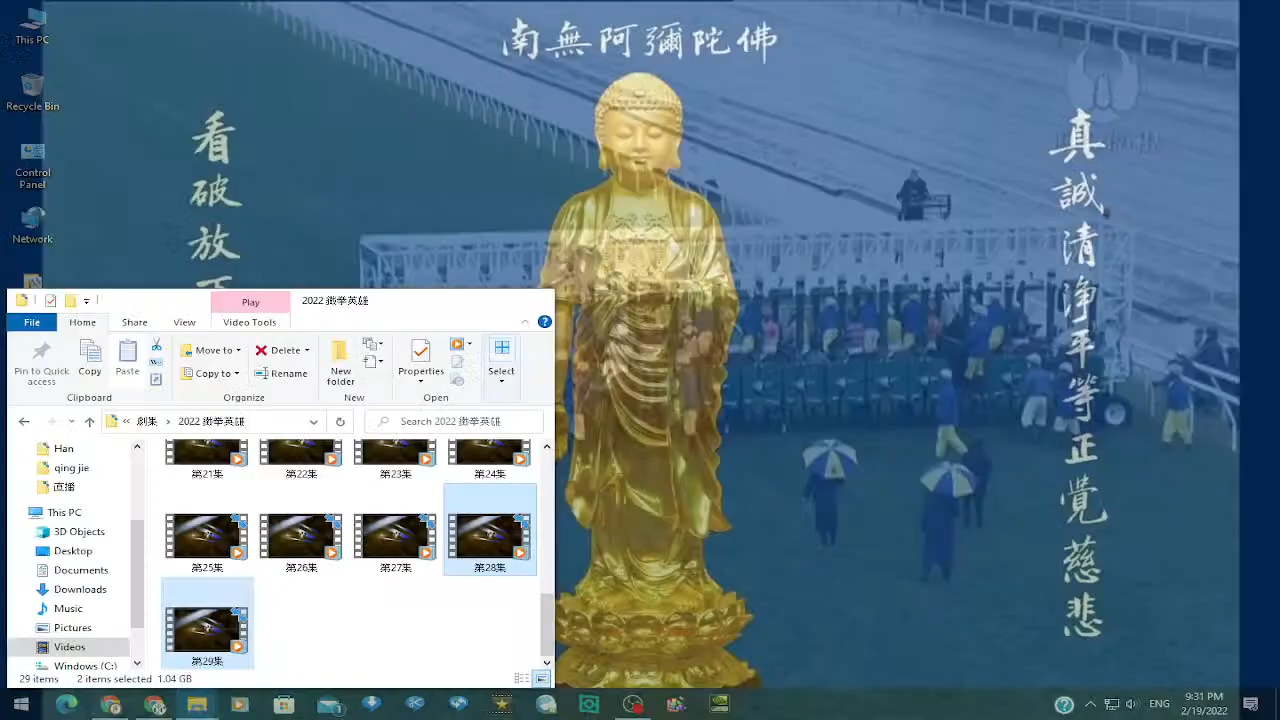 南無阿彌陀佛
看破放下
真誠清淨平等正覺慈悲
This PC
Recycle Bin
Control Panel
Network
Play
2022 徽拳英雄
File
Home
Share
View
Video Tools
Pin to Quick access
Copy
Paste
Move to
Copy to
Delete
Rename
New folder
Properties
Select
Clipboard
Organize
New
Open
« 劇集 › 2022 徽拳英雄
Search 2022 徽拳英雄
Han
qing jie
直播
This PC
3D Objects
Desktop
Documents
Downloads
Music
Pictures
Videos
Windows (C:)
第21集
第22集
第23集
第24集
第25集
第26集
第27集
第28集
第29集
29 items
2 items selected 1.04 GB
ENG
9:31 PM
2/19/2022